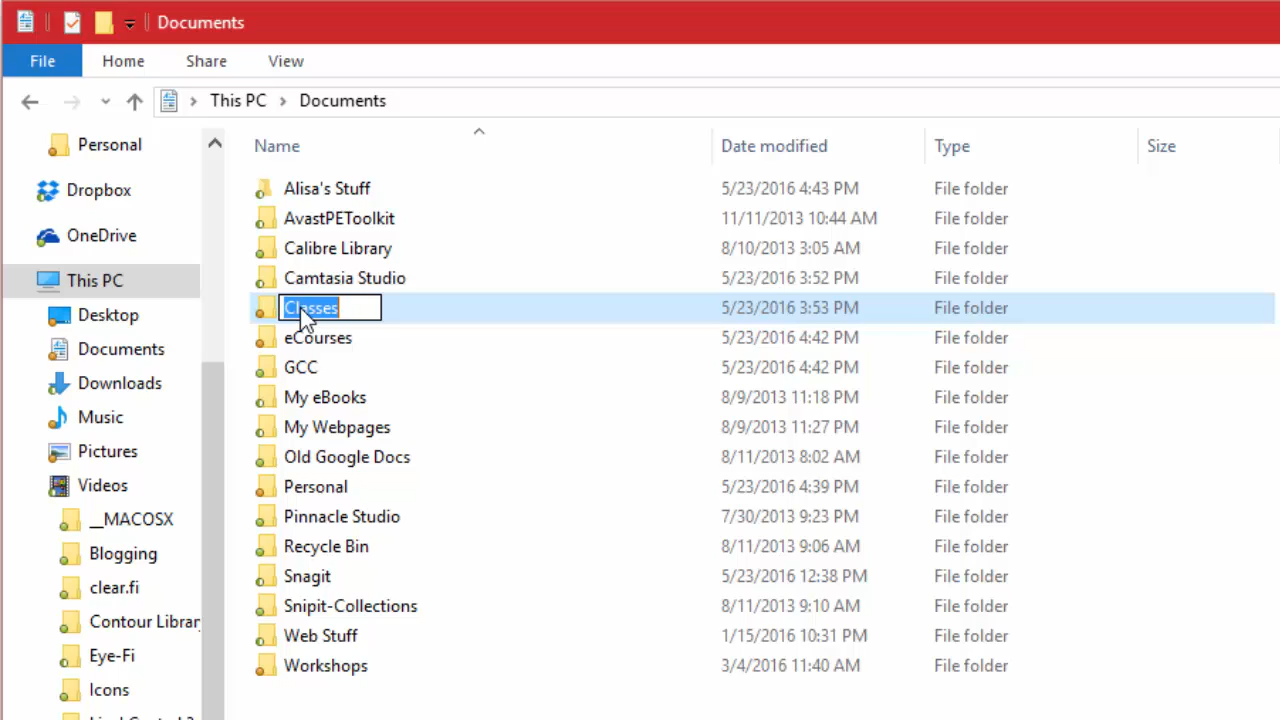 Documents
File Home Share View
This PC Documents
Name Date modified Type Size
Personal
Dropbox
OneDrive
This PC
Desktop
Documents
Downloads
Music
Pictures
Videos
__MACOSX
Blogging
clear.fi
Contour Librar
Eye-Fi
Icons
Alisa's Stuff 5/23/2016 4:43 PM File folder
AvastPEToolkit 11/11/2013 10:44 AM File folder
Calibre Library 8/10/2013 3:05 AM File folder
Camtasia Studio 5/23/2016 3:52 PM File folder
Classes 5/23/2016 3:53 PM File folder
eCourses 5/23/2016 4:42 PM File folder
GCC 5/23/2016 4:42 PM File folder
My eBooks 8/9/2013 11:18 PM File folder
My Webpages 8/9/2013 11:27 PM File folder
Old Google Docs 8/11/2013 8:02 AM File folder
Personal 5/23/2016 4:39 PM File folder
Pinnacle Studio 7/30/2013 9:23 PM File folder
Recycle Bin 8/11/2013 9:06 AM File folder
Snagit 5/23/2016 12:38 PM File folder
Snipit-Collections 8/11/2013 9:10 AM File folder
Web Stuff 1/15/2016 10:31 PM File folder
Workshops 3/4/2016 11:40 AM File folder